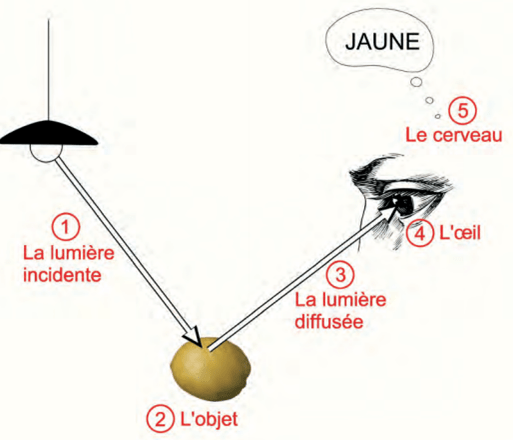 JAUNE
5
Le cerveau
1
La lumière
incidente
4 L'œil
3
La lumière
diffusée
2 L'objet